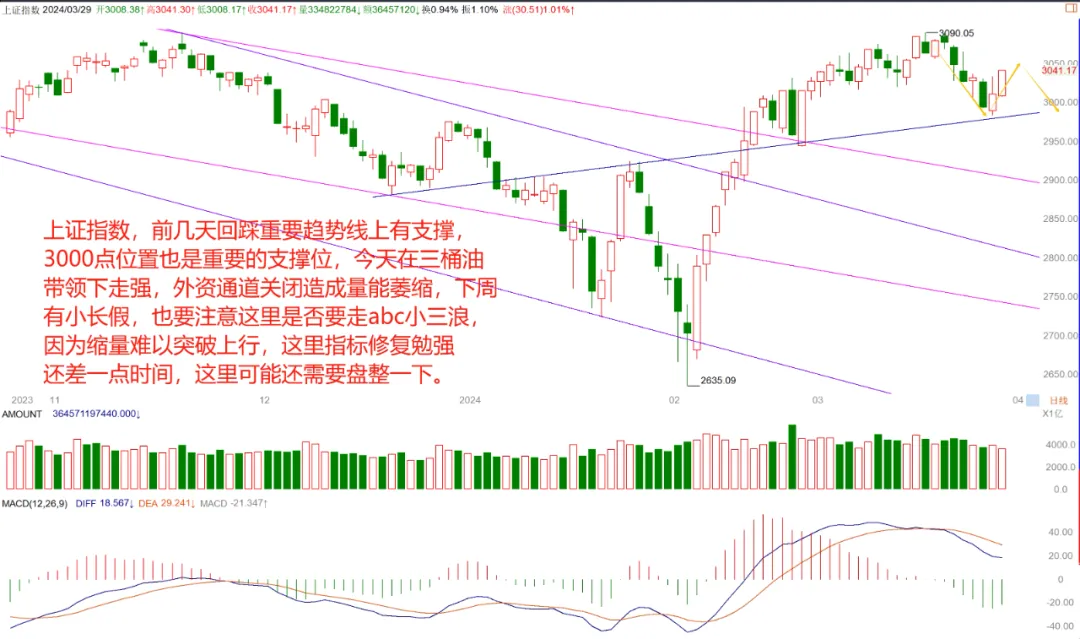 上证指数 2024/03/29 开3008.38↑ 高3041.30↑ 低3008.17↑ 收3041.17↑ 量334822784↓ 额36457120↓ 换0.94% 振1.10% 涨(30.51)1.01%↑
3090.05
3050.00
3041.17
3000.00
2950.00
2900.00
2850.00
2800.00
2750.00
2700.00
2650.00
上证指数，前几天回踩重要趋势线上有支撑，
3000点位置也是重要的支撑位，今天在三桶油
带领下走强，外资通道关闭造成量能萎缩，下周
有小长假，也要注意这里是否要走abc小三浪，
因为缩量难以突破上行，这里指标修复勉强
还差一点时间，这里可能还需要盘整一下。
2635.09
2023 11 12 2024 02 03 04 日线
AMOUNT 364571197440.000↓ X1亿
4000.0
2000.0
0.0
MACD(12,26,9) DIFF 18.567↓ DEA 29.241↓ MACD -21.347↑
40.00
20.00
0
-20.00
-40.00